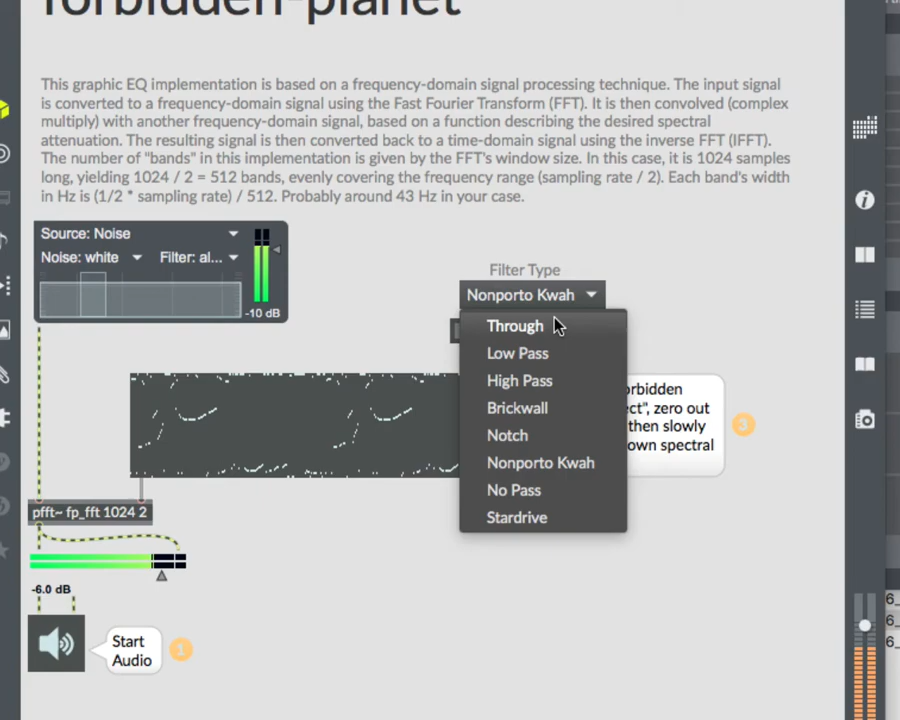 forbidden-planet
This graphic EQ implementation is based on a frequency-domain signal processing technique. The input signal
is converted to a frequency-domain signal using the Fast Fourier Transform (FFT). It is then convolved (complex
multiply) with another frequency-domain signal, based on a function describing the desired spectral
attenuation. The resulting signal is then converted back to a time-domain signal using the inverse FFT (IFFT).
The number of "bands" in this implementation is given by the FFT's window size. In this case, it is 1024 samples
long, yielding 1024 / 2 = 512 bands, evenly covering the frequency range (sampling rate / 2). Each band's width
in Hz is (1/2 * sampling rate) / 512. Probably around 43 Hz in your case.
Source: Noise
Noise: white
Filter: al...
-10 dB
Filter Type
Nonporto Kwah
Through
Low Pass
High Pass
Brickwall
Notch
Nonporto Kwah
No Pass
Stardrive
orbidden
ct", zero out
then slowly
own spectral
3
pfft~ fp_fft 1024 2
-6.0 dB
Start
Audio
1
6_
6_
6_